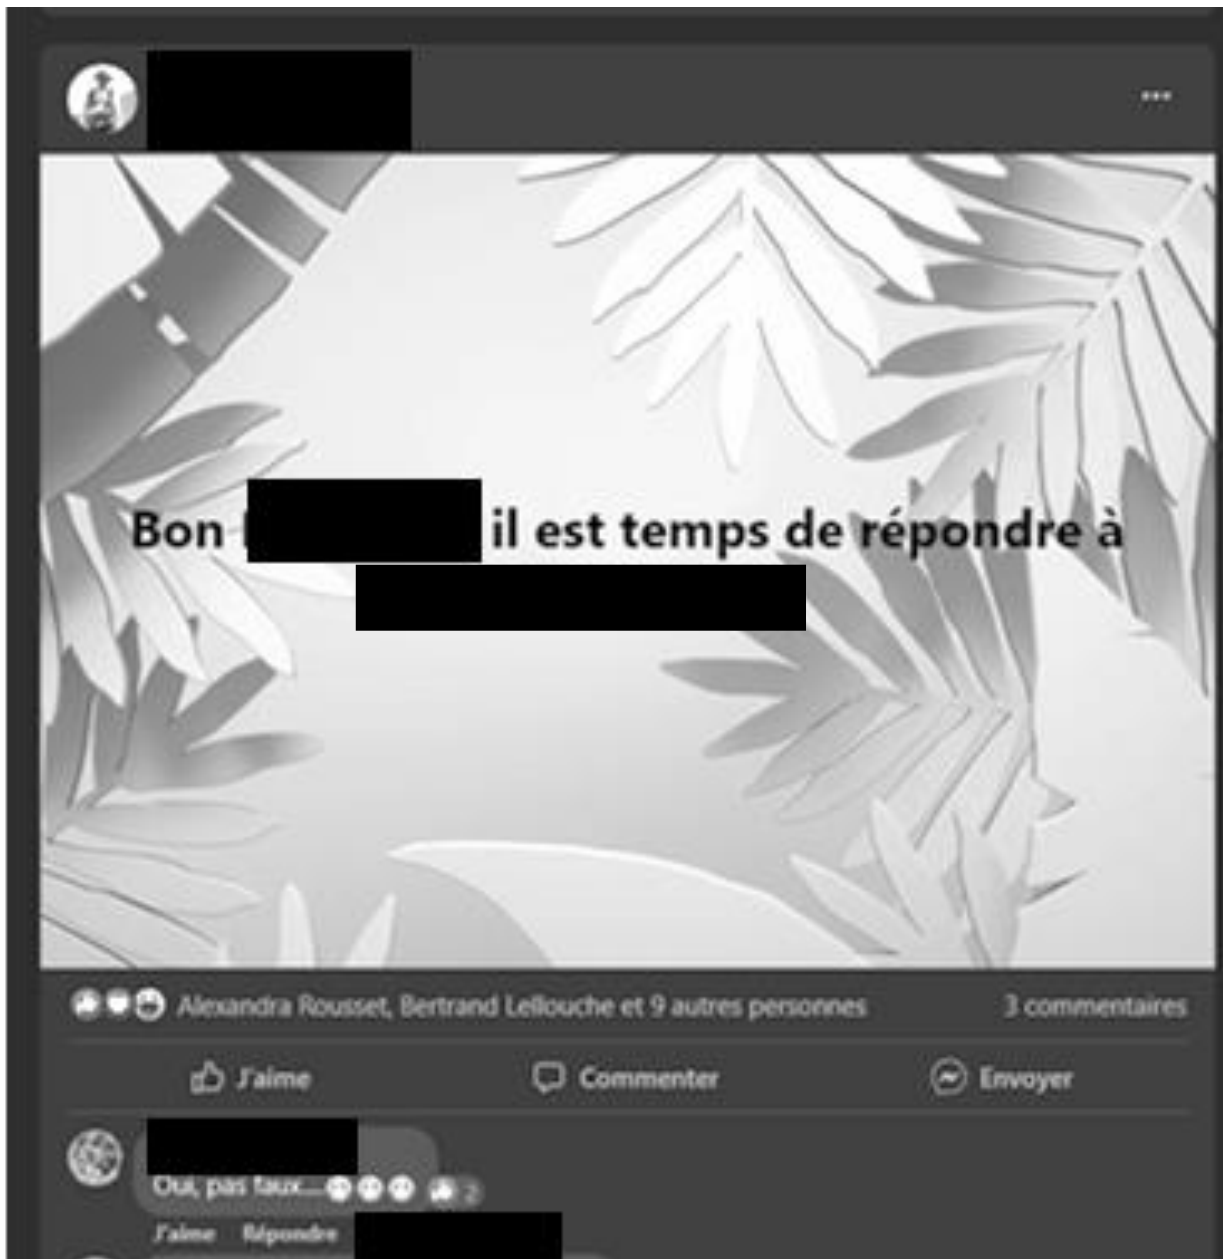 Bon il est temps de répondre à
Alexandra Rousset, Bertrand Lellouche et 9 autres personnes 3 commentaires
J'aime Commenter Envoyer
Oui, pas faux.... 2
J'aime Répondre